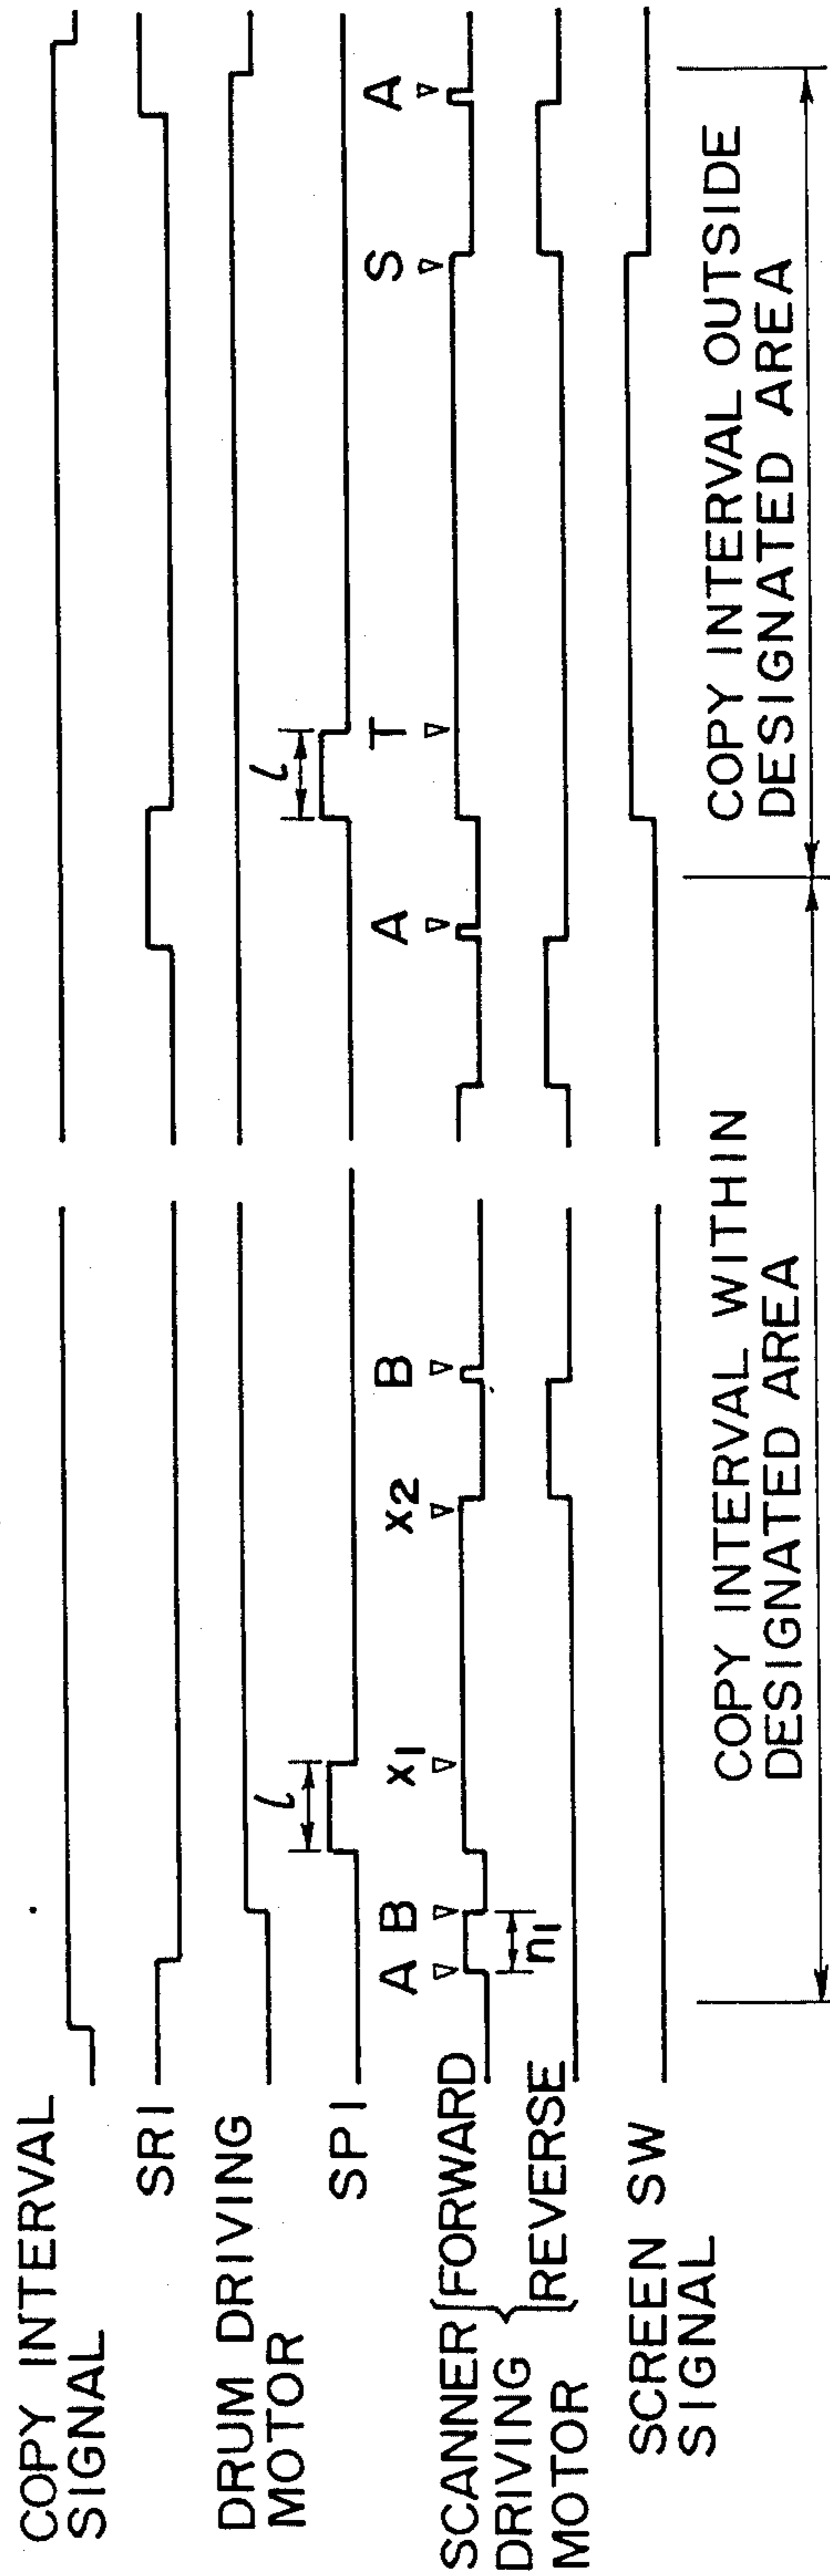 COPY INTERVAL
SIGNAL
SR1
DRUM DRIVING
MOTOR
SP1
l
l
SCANNER
DRIVING
MOTOR
FORWARD
REVERSE
A
B
X1
X2
B
A
T
S
A
n1
SCREEN SW
SIGNAL
COPY INTERVAL WITHIN
DESIGNATED AREA
COPY INTERVAL OUTSIDE
DESIGNATED AREA